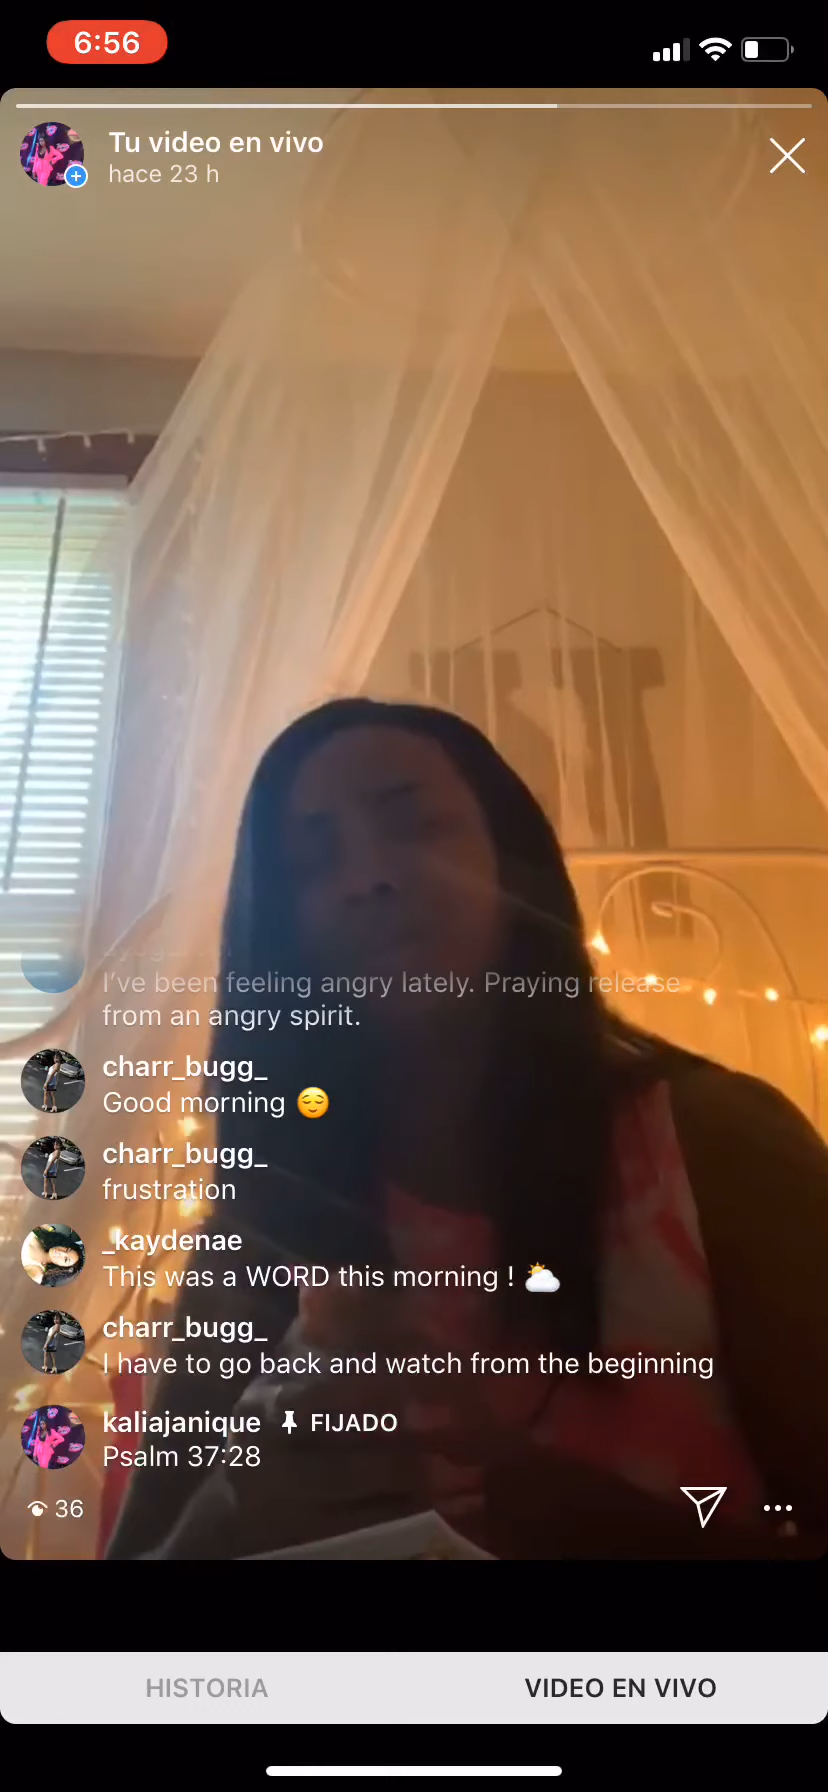 6:56
Tu video en vivo
hace 23 h
I've been feeling angry lately. Praying release
from an angry spirit.
charr_bugg_
Good morning 😌
charr_bugg_
frustration
_kaydenae
This was a WORD this morning ! 🌥️
charr_bugg_
I have to go back and watch from the beginning
kaliajanique FIJADO
Psalm 37:28
36
HISTORIA
VIDEO EN VIVO